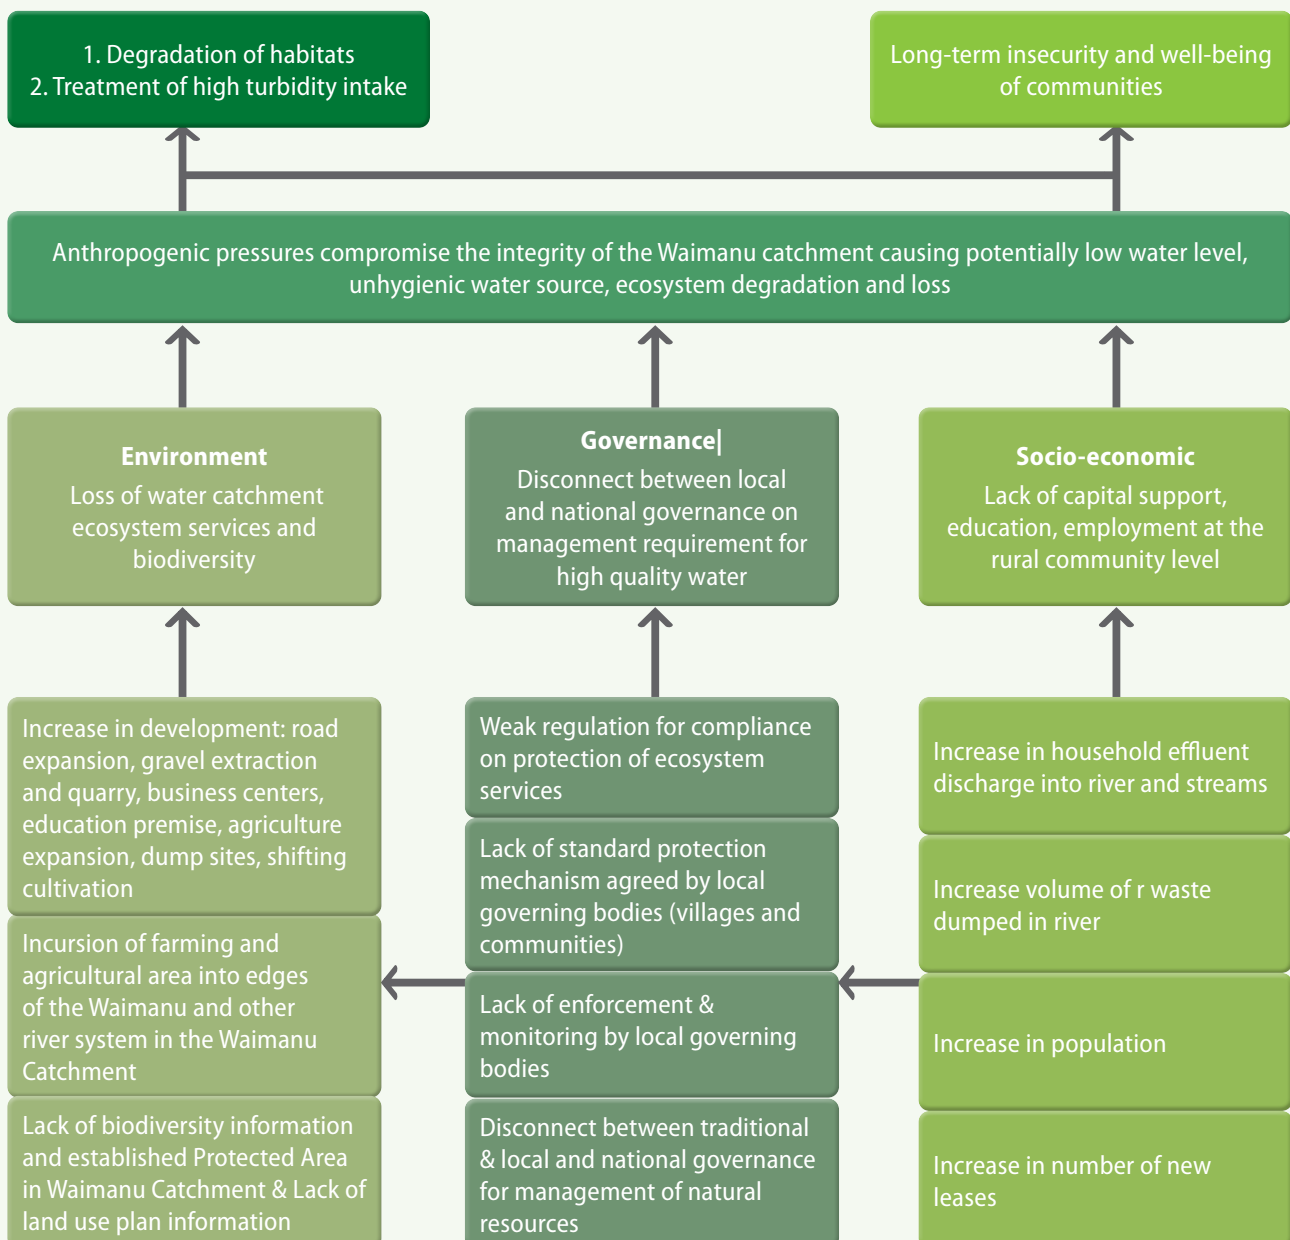 1. Degradation of habitats
2. Treatment of high turbidity intake
Long-term insecurity and well-being
of communities
Anthropogenic pressures compromise the integrity of the Waimanu catchment causing potentially low water level,
unhygienic water source, ecosystem degradation and loss
Environment
Loss of water catchment
ecosystem services and
biodiversity
Governance|
Disconnect between local
and national governance on
management requirement for
high quality water
Socio-economic
Lack of capital support,
education, employment at the
rural community level
Increase in development: road
expansion, gravel extraction
and quarry, business centers,
education premise, agriculture
expansion, dump sites, shifting
cultivation
Incursion of farming and
agricultural area into edges
of the Waimanu and other
river system in the Waimanu
Catchment
Lack of biodiversity information
and established Protected Area
in Waimanu Catchment & Lack of
land use plan information
Weak regulation for compliance
on protection of ecosystem
services
Lack of standard protection
mechanism agreed by local
governing bodies (villages and
communities)
Lack of enforcement &
monitoring by local governing
bodies
Disconnect between traditional
& local and national governance
for management of natural
resources
Increase in household effluent
discharge into river and streams
Increase volume of r waste
dumped in river
Increase in population
Increase in number of new
leases